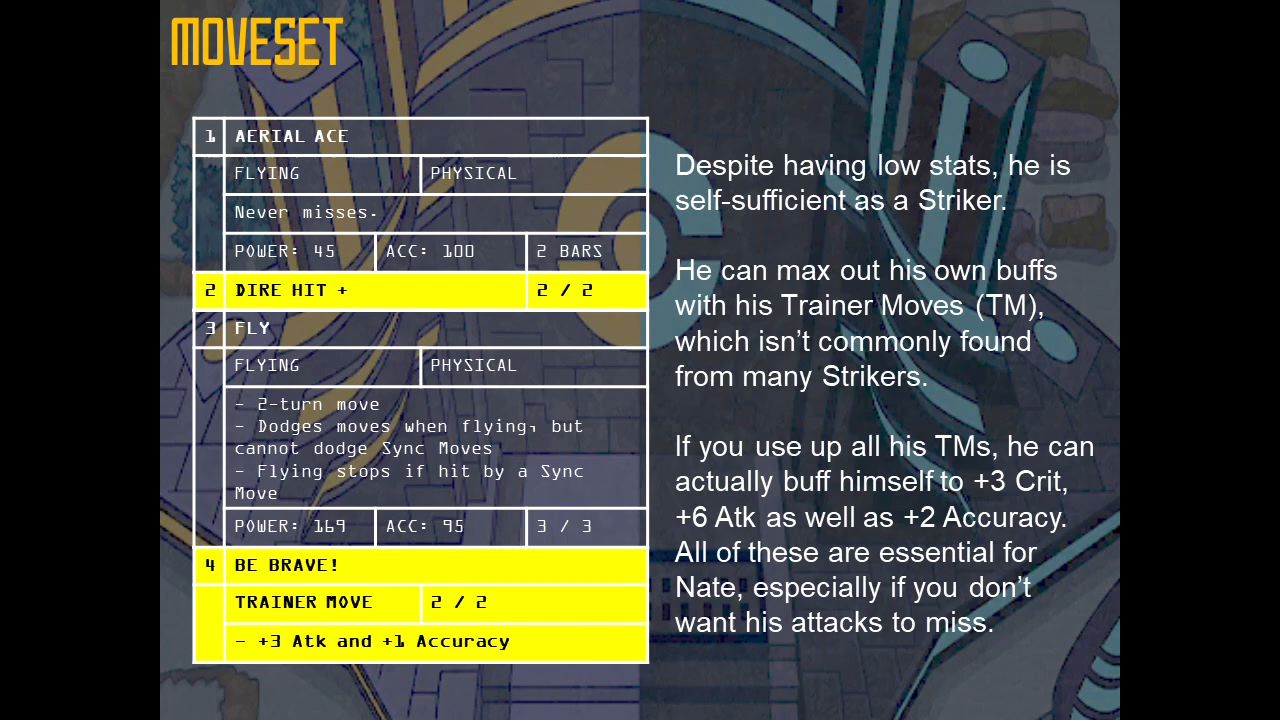 MOVESET
1 AERIAL ACE
FLYING PHYSICAL
Never misses.
POWER: 45 ACC: 100 2 BARS
2 DIRE HIT + 2 / 2
3 FLY
FLYING PHYSICAL
- 2-turn move
- Dodges moves when flying, but
cannot dodge Sync Moves
- Flying stops if hit by a Sync
Move
POWER: 169 ACC: 95 3 / 3
4 BE BRAVE!
TRAINER MOVE 2 / 2
- +3 Atk and +1 Accuracy
Despite having low stats, he is
self-sufficient as a Striker.
He can max out his own buffs
with his Trainer Moves (TM),
which isn’t commonly found
from many Strikers.
If you use up all his TMs, he can
actually buff himself to +3 Crit,
+6 Atk as well as +2 Accuracy.
All of these are essential for
Nate, especially if you don’t
want his attacks to miss.